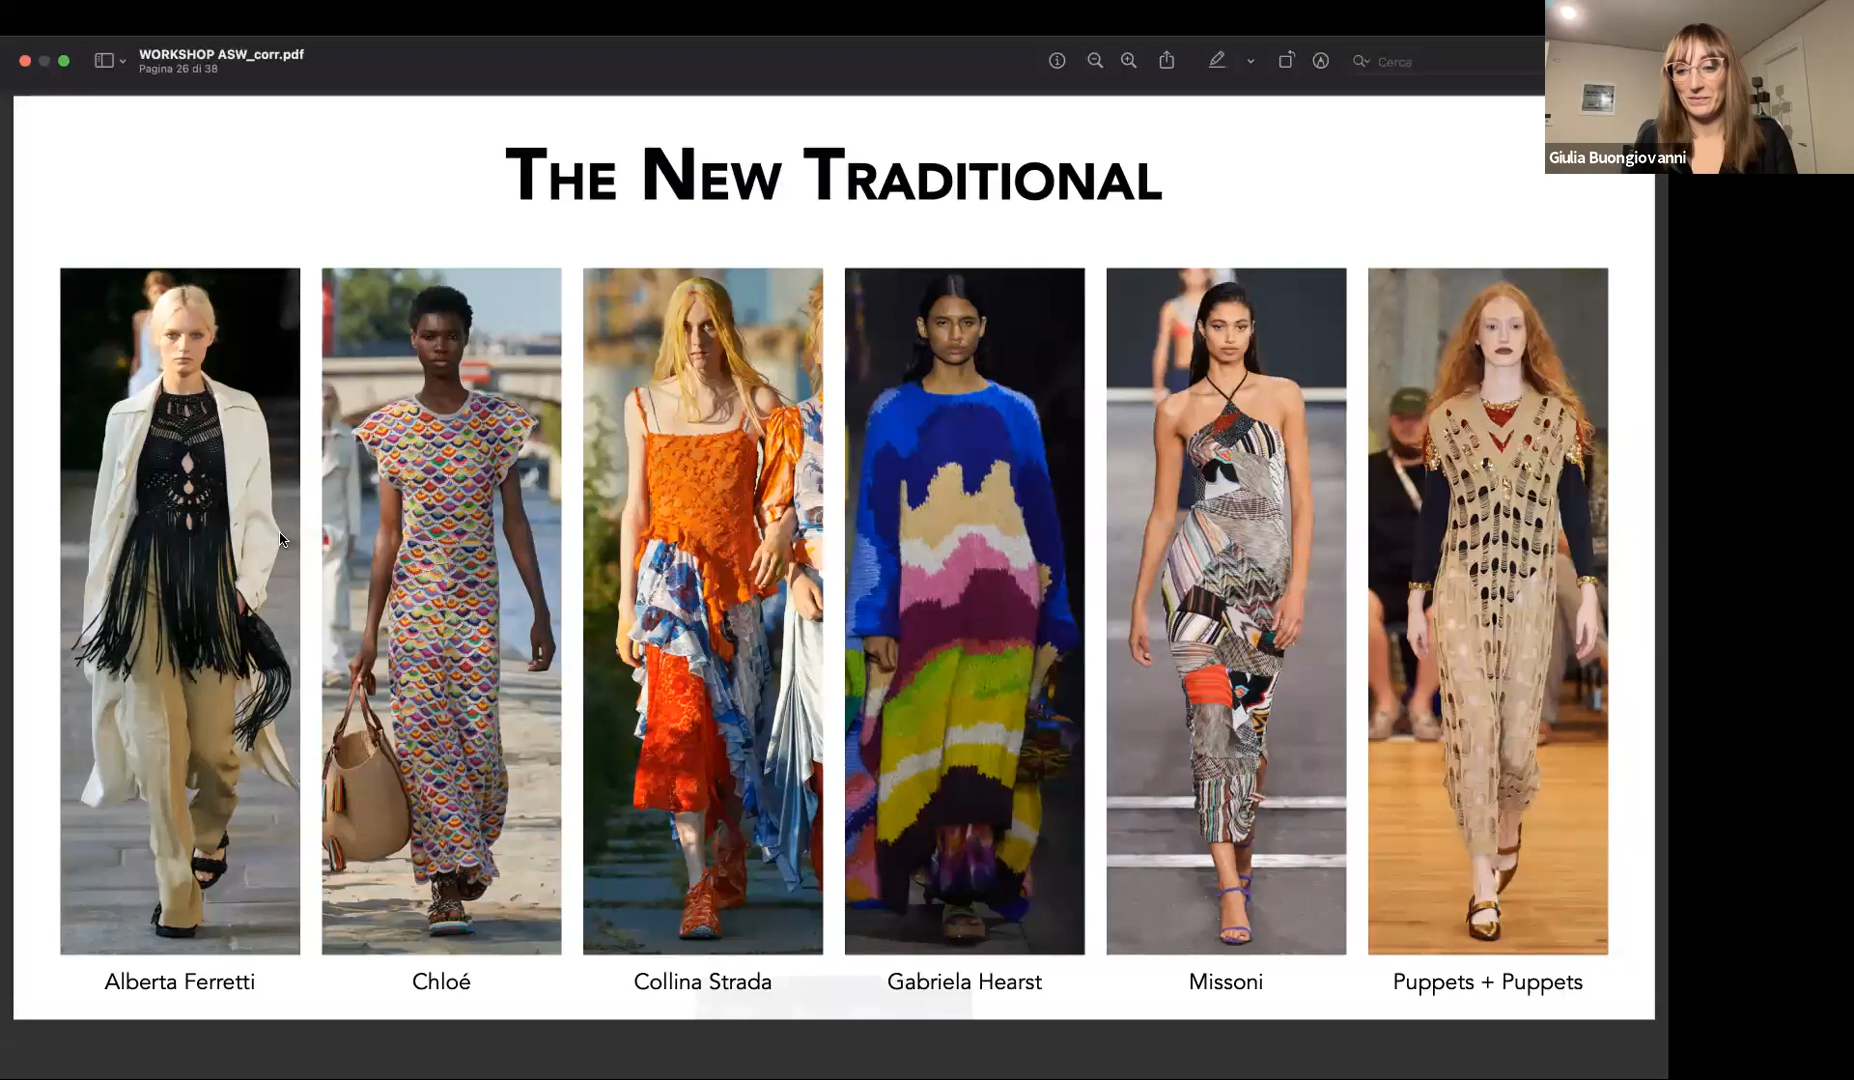 WORKSHOP ASW_corr.pdf
Pagina 26 di 38
Cerca
Giulia Buongiovanni
THE NEW TRADITIONAL
Alberta Ferretti
Chloé
Collina Strada
Gabriela Hearst
Missoni
Puppets + Puppets